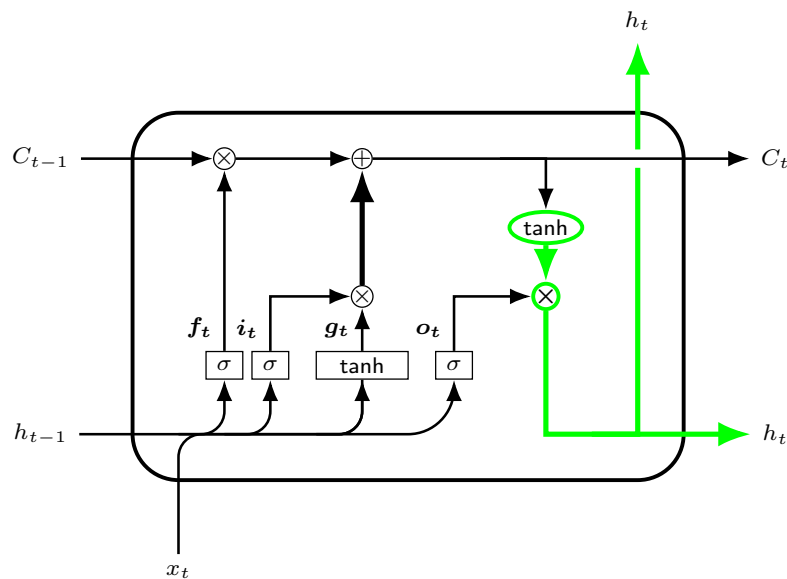 h_t
C_{t-1}
×
+
C_t
tanh
×
×
f_t
i_t
g_t
o_t
σ
σ
tanh
σ
h_{t-1}
h_t
x_t